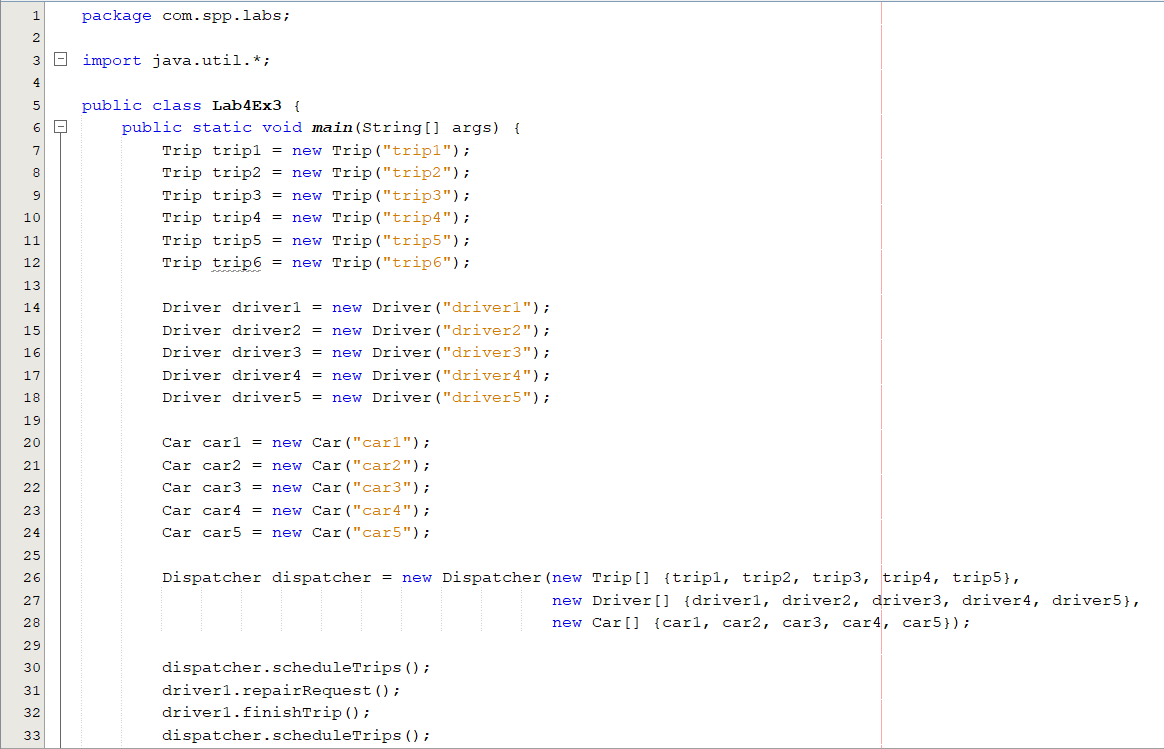 1 package com.spp.labs;
2
3 import java.util.*;
4
5 public class Lab4Ex3 {
6 public static void main(String[] args) {
7 Trip trip1 = new Trip("trip1");
8 Trip trip2 = new Trip("trip2");
9 Trip trip3 = new Trip("trip3");
10 Trip trip4 = new Trip("trip4");
11 Trip trip5 = new Trip("trip5");
12 Trip trip6 = new Trip("trip6");
13
14 Driver driver1 = new Driver("driver1");
15 Driver driver2 = new Driver("driver2");
16 Driver driver3 = new Driver("driver3");
17 Driver driver4 = new Driver("driver4");
18 Driver driver5 = new Driver("driver5");
19
20 Car car1 = new Car("car1");
21 Car car2 = new Car("car2");
22 Car car3 = new Car("car3");
23 Car car4 = new Car("car4");
24 Car car5 = new Car("car5");
25
26 Dispatcher dispatcher = new Dispatcher(new Trip[] {trip1, trip2, trip3, trip4, trip5},
27 new Driver[] {driver1, driver2, driver3, driver4, driver5},
28 new Car[] {car1, car2, car3, car4, car5});
29
30 dispatcher.scheduleTrips();
31 driver1.repairRequest();
32 driver1.finishTrip();
33 dispatcher.scheduleTrips();